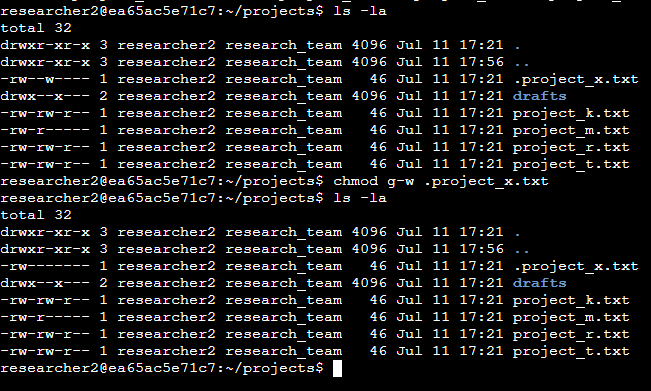 researcher2@ea65ac5e71c7:~/projects$ ls -la
total 32
drwxr-xr-x 3 researcher2 research_team 4096 Jul 11 17:21 .
drwxr-xr-x 3 researcher2 research_team 4096 Jul 11 17:56 ..
-rw--w---- 1 researcher2 research_team   46 Jul 11 17:21 .project_x.txt
drwx--x--- 2 researcher2 research_team 4096 Jul 11 17:21 drafts
-rw-rw-r-- 1 researcher2 research_team   46 Jul 11 17:21 project_k.txt
-rw-r----- 1 researcher2 research_team   46 Jul 11 17:21 project_m.txt
-rw-rw-r-- 1 researcher2 research_team   46 Jul 11 17:21 project_r.txt
-rw-rw-r-- 1 researcher2 research_team   46 Jul 11 17:21 project_t.txt
researcher2@ea65ac5e71c7:~/projects$ chmod g-w .project_x.txt
researcher2@ea65ac5e71c7:~/projects$ ls -la
total 32
drwxr-xr-x 3 researcher2 research_team 4096 Jul 11 17:21 .
drwxr-xr-x 3 researcher2 research_team 4096 Jul 11 17:56 ..
-rw------- 1 researcher2 research_team   46 Jul 11 17:21 .project_x.txt
drwx--x--- 2 researcher2 research_team 4096 Jul 11 17:21 drafts
-rw-rw-r-- 1 researcher2 research_team   46 Jul 11 17:21 project_k.txt
-rw-r----- 1 researcher2 research_team   46 Jul 11 17:21 project_m.txt
-rw-rw-r-- 1 researcher2 research_team   46 Jul 11 17:21 project_r.txt
-rw-rw-r-- 1 researcher2 research_team   46 Jul 11 17:21 project_t.txt
researcher2@ea65ac5e71c7:~/projects$